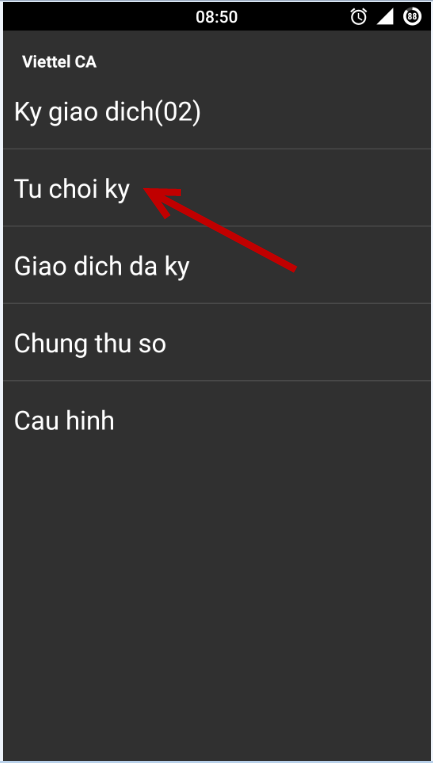 08:50
88
Viettel CA
Ky giao dich(02)
Tu choi ky
Giao dich da ky
Chung thu so
Cau hinh